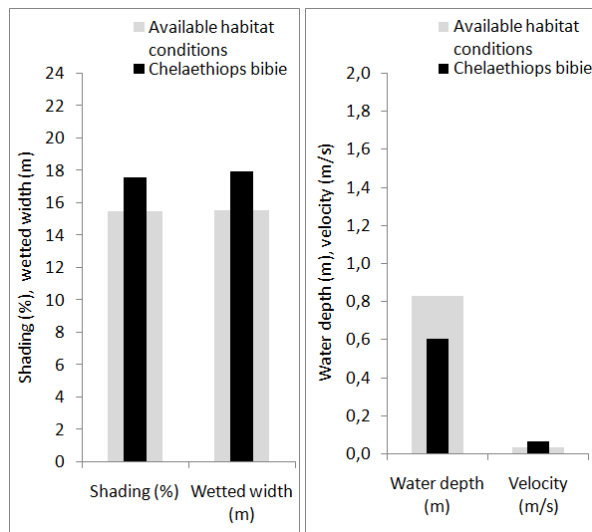 Available habitat
conditions
Chelaethiops bibie
24
22
20
18
16
14
12
10
8
6
4
2
0
Shading (%), wetted width (m)
Shading (%)
Wetted width
(m)
Available habitat
conditions
Chelaethiops bibie
2,0
1,8
1,6
1,4
1,2
1,0
0,8
0,6
0,4
0,2
0,0
Water depth (m), velocity (m/s)
Water depth
(m)
Velocity
(m/s)